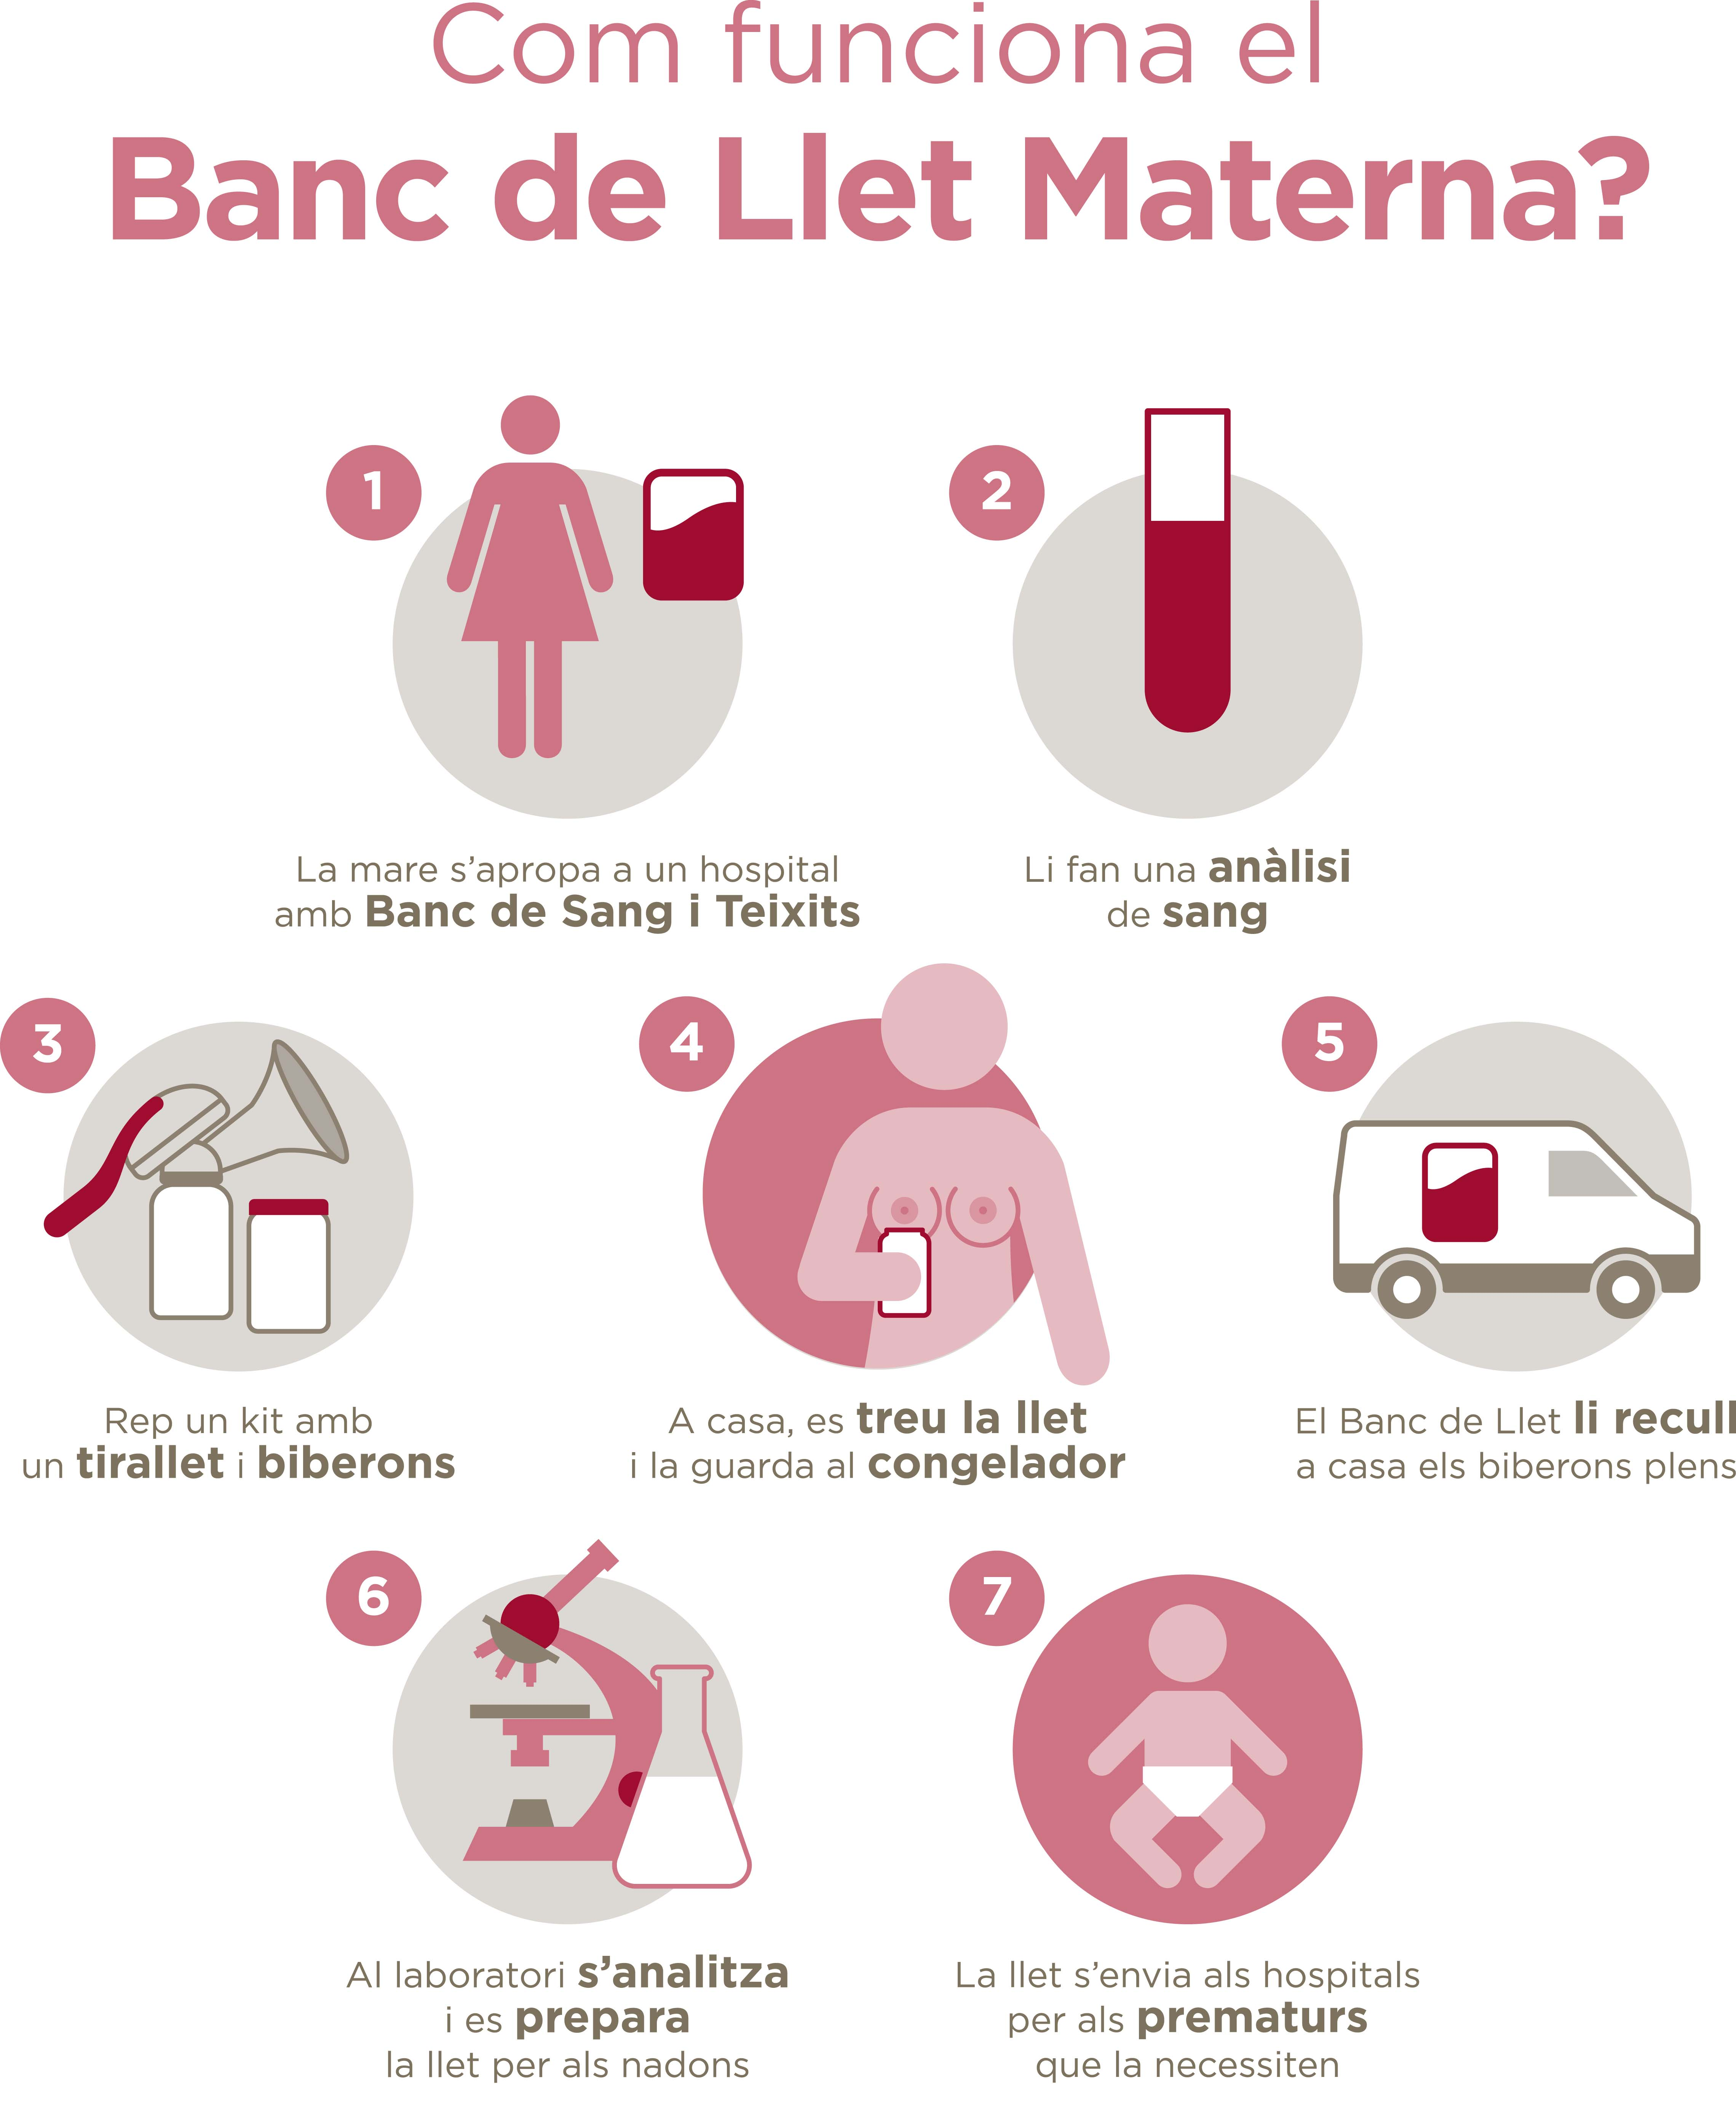 Com funciona el
Banc de Llet Materna?
1
La mare s’apropa a un hospital
amb Banc de Sang i Teixits
2
Li fan una anàlisi
de sang
3
Rep un kit amb
un tirallet i biberons
4
A casa, es treu la llet
i la guarda al congelador
5
El Banc de Llet li recull
a casa els biberons plens
6
Al laboratori s’analitza
i es prepara
la llet per als nadons
7
La llet s’envia als hospitals
per als prematurs
que la necessiten